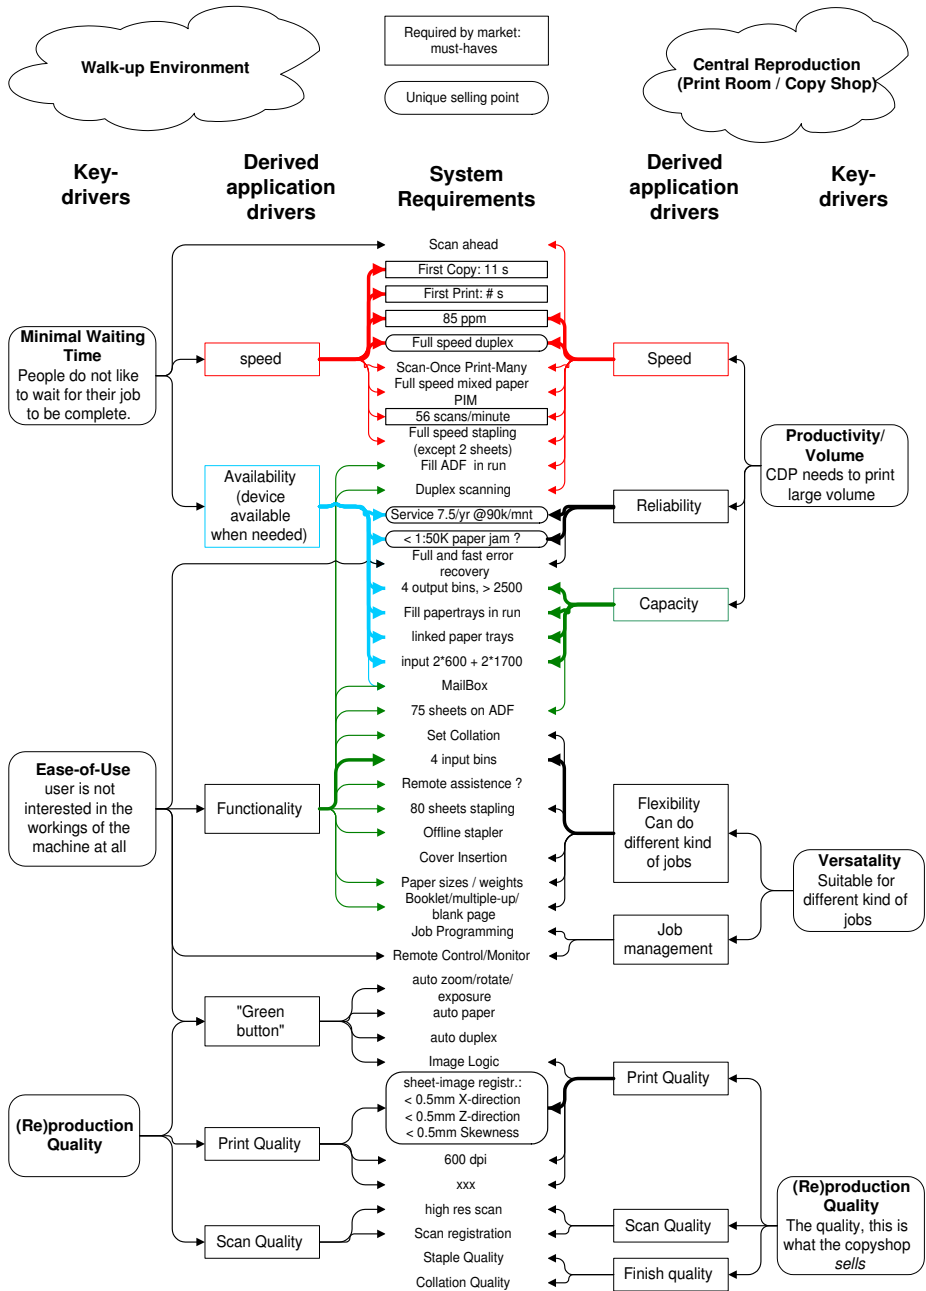 Walk-up Environment
Required by market:
must-haves
Unique selling point
Central Reproduction
(Print Room / Copy Shop)
Key-
drivers
Derived
application
drivers
System
Requirements
Derived
application
drivers
Key-
drivers
Minimal Waiting
Time
People do not like
to wait for their job
to be complete.
Ease-of-Use
user is not
interested in the
workings of the
machine at all
(Re)production
Quality
speed
Availability
(device
available
when needed)
Functionality
"Green
button"
Print Quality
Scan Quality
Scan ahead
First Copy: 11 s
First Print: # s
85 ppm
Full speed duplex
Scan-Once Print-Many
Full speed mixed paper
PIM
56 scans/minute
Full speed stapling
(except 2 sheets)
Fill ADF in run
Duplex scanning
Service 7.5/yr @90k/mnt
< 1:50K paper jam ?
Full and fast error
recovery
4 output bins, > 2500
Fill papertrays in run
linked paper trays
input 2*600 + 2*1700
MailBox
75 sheets on ADF
Set Collation
4 input bins
Remote assistence ?
80 sheets stapling
Offline stapler
Cover Insertion
Paper sizes / weights
Booklet/multiple-up/
blank page
Job Programming
Remote Control/Monitor
auto zoom/rotate/
exposure
auto paper
auto duplex
Image Logic
sheet-image registr.:
< 0.5mm X-direction
< 0.5mm Z-direction
< 0.5mm Skewness
600 dpi
xxx
high res scan
Scan registration
Staple Quality
Collation Quality
Speed
Reliability
Capacity
Flexibility
Can do
different kind
of jobs
Job
management
Print Quality
Scan Quality
Finish quality
Productivity/
Volume
CDP needs to print
large volume
Versatality
Suitable for
different kind of
jobs
(Re)production
Quality
The quality, this is
what the copyshop
sells